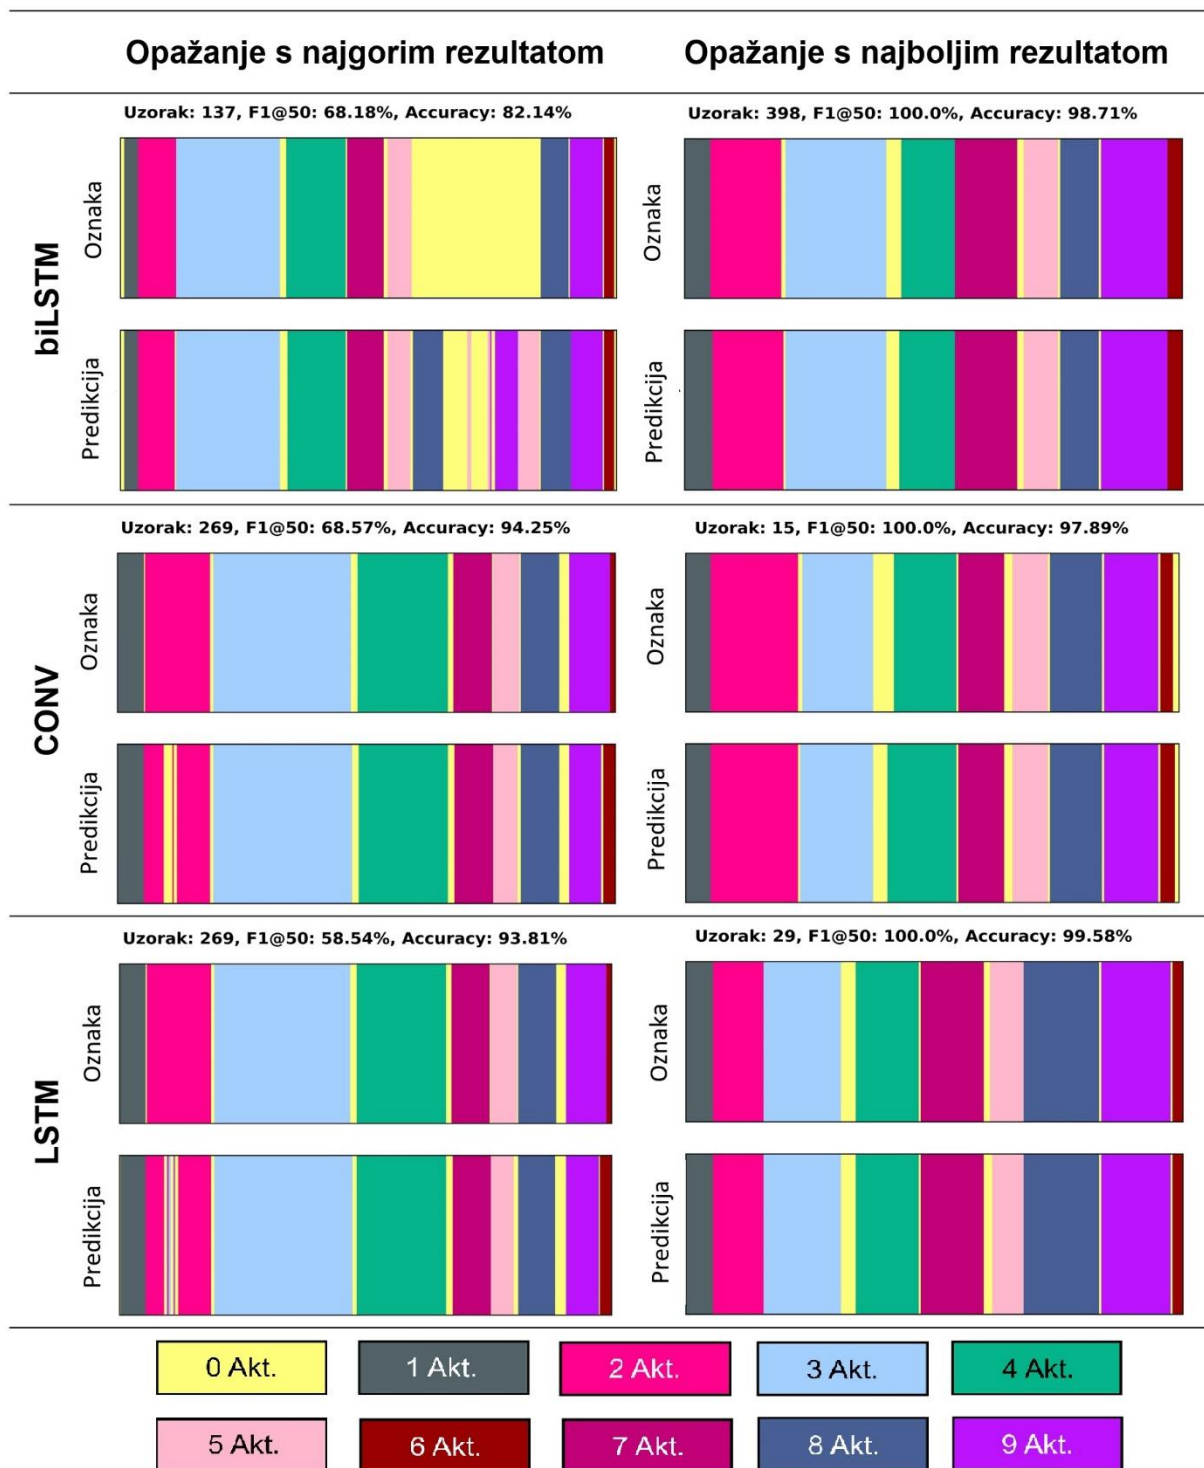 Opažanje s najgorim rezultatom
Opažanje s najboljim rezultatom
biLSTM
Uzorak: 137, F1@50: 68.18%, Accuracy: 82.14%
Oznaka
Predikcija
Uzorak: 398, F1@50: 100.0%, Accuracy: 98.71%
Oznaka
Predikcija
CONV
Uzorak: 269, F1@50: 68.57%, Accuracy: 94.25%
Oznaka
Predikcija
Uzorak: 15, F1@50: 100.0%, Accuracy: 97.89%
Oznaka
Predikcija
LSTM
Uzorak: 269, F1@50: 58.54%, Accuracy: 93.81%
Oznaka
Predikcija
Uzorak: 29, F1@50: 100.0%, Accuracy: 99.58%
Oznaka
Predikcija
0 Akt.
1 Akt.
2 Akt.
3 Akt.
4 Akt.
5 Akt.
6 Akt.
7 Akt.
8 Akt.
9 Akt.